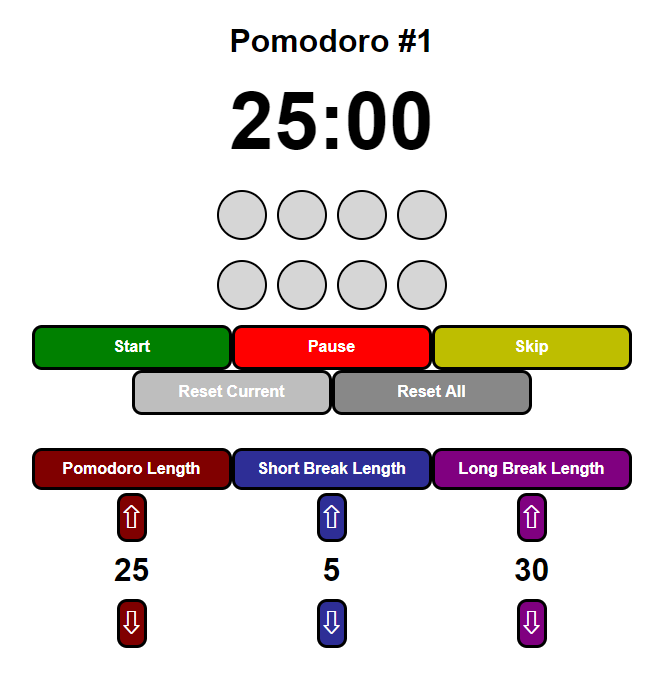 Pomodoro #1
25:00
Start Pause Skip
Reset Current Reset All
Pomodoro Length Short Break Length Long Break Length
⇧ ⇧ ⇧
25 5 30
⇩ ⇩ ⇩